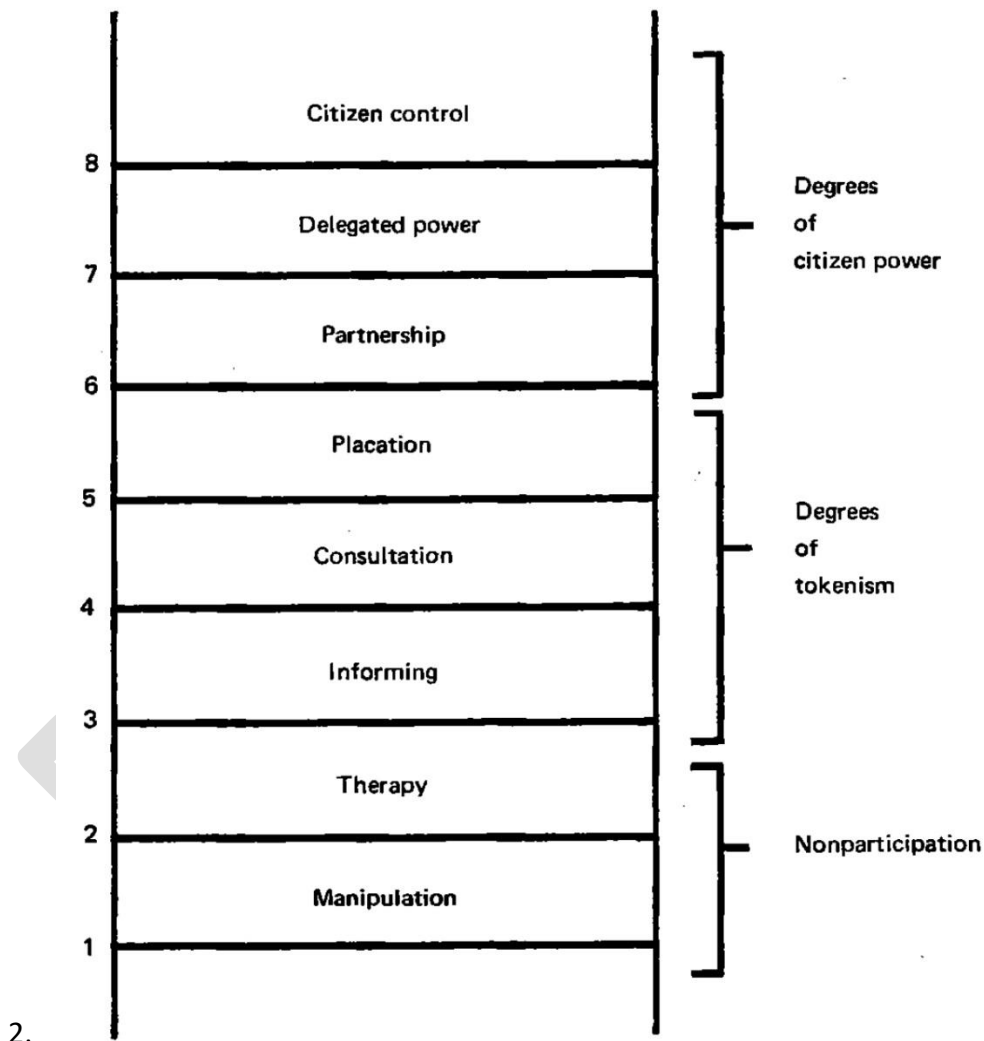 Citizen control
8
Delegated power
7
Partnership
6
Placation
5
Consultation
4
Informing
3
Therapy
2
Manipulation
1
Degrees
of
citizen power
Degrees
of
tokenism
Nonparticipation
2.